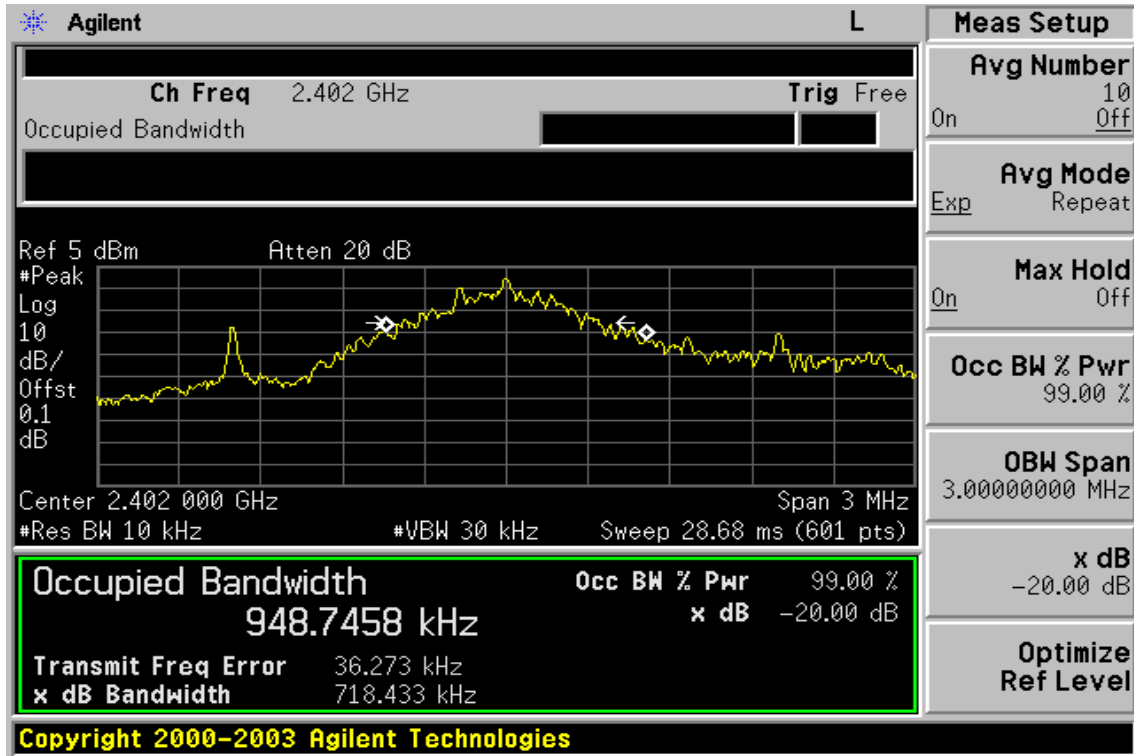 Agilent L
Ch Freq 2.402 GHz Trig Free
Occupied Bandwidth
Ref 5 dBm Atten 20 dB
#Peak
Log
10
dB/
Offst
0.1
dB
Center 2.402 000 GHz Span 3 MHz
#Res BW 10 kHz #VBW 30 kHz Sweep 28.68 ms (601 pts)
Occupied Bandwidth
948.7458 kHz
Occ BW % Pwr 99.00 %
x dB -20.00 dB
Transmit Freq Error 36.273 kHz
x dB Bandwidth 718.433 kHz
Meas Setup
Avg Number
10
On Off
Avg Mode
Exp Repeat
Max Hold
On Off
Occ BW % Pwr
99.00 %
OBW Span
3.00000000 MHz
x dB
-20.00 dB
Optimize
Ref Level
Copyright 2000-2003 Agilent Technologies